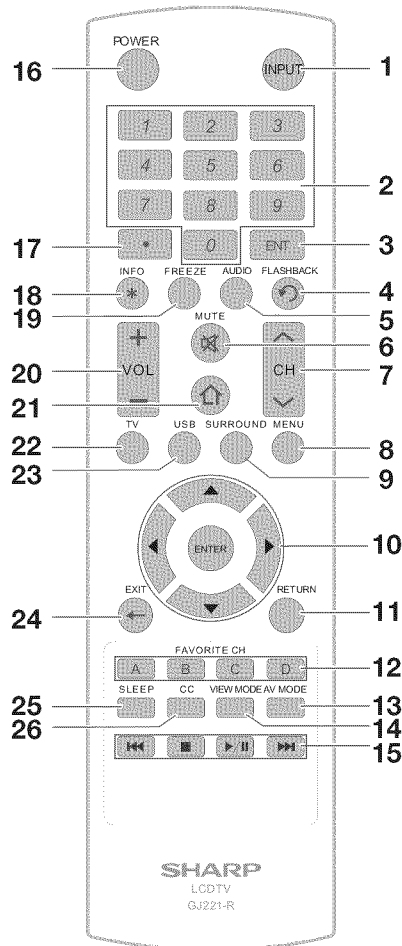 POWER
16
INPUT
1
1 2 3
4 5 6
7 8 9
2
17
•
0
ENT
3
INFO FREEZE AUDIO FLASHBACK
18
*
4
19
5
MUTE
6
+
VOL
−
20
CH
7
21
TV USB SURROUND MENU
22
8
23
9
ENTER
10
EXIT
RETURN
24
11
FAVORITE CH
A B C D
12
SLEEP CC VIEW MODE AV MODE
25
13
26
14
15
SHARP
LCDTV
GJ221-R